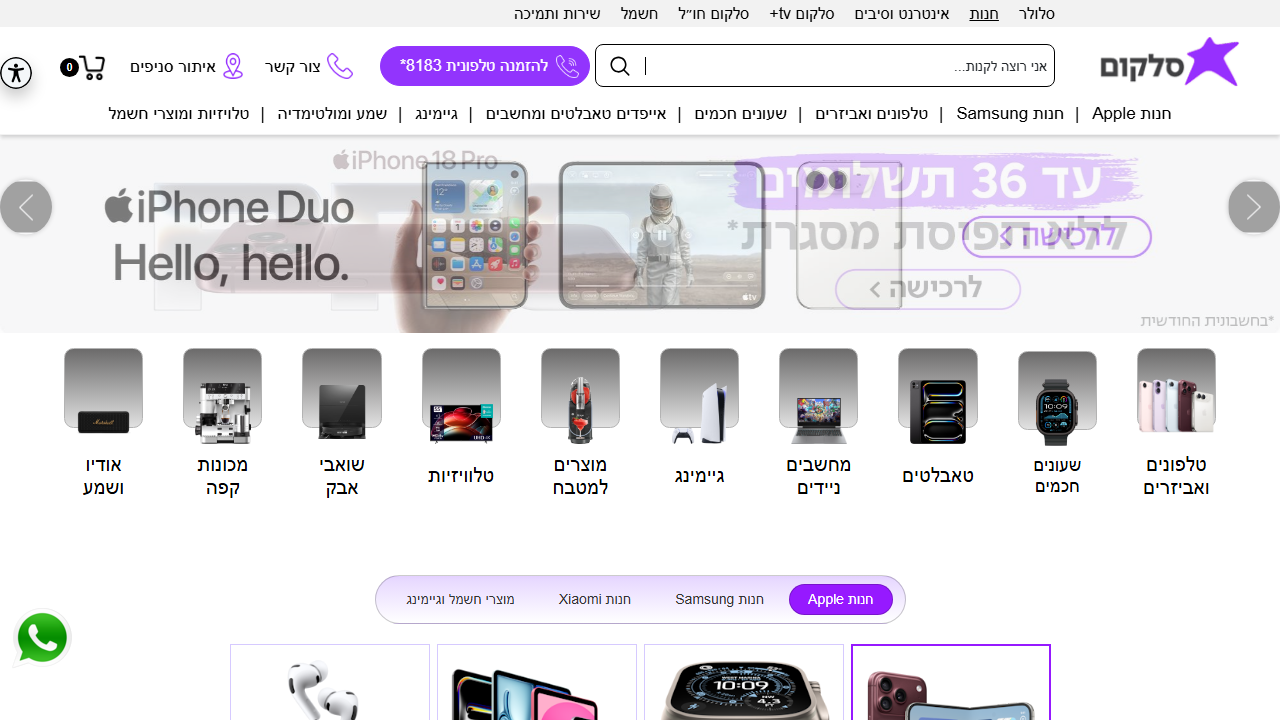 סלולר
חנות
אינטרנט וסיבים
סלקום tv+
סלקום חו״ל
חשמל
שירות ותמיכה
סלקום
אני רוצה לקנות...
להזמנה טלפונית 8183*
צור קשר
איתור סניפים
0
חנות Apple | חנות Samsung | טלפונים ואביזרים | שעונים חכמים | אייפדים טאבלטים ומחשבים | גיימינג | שמע ומולטימדיה | טלויזיות ומוצרי חשמל
iPhone 18 Pro
iPhone Duo
Hello, hello.
עד 36 תשלומים
ללא תפיסת מסגרת*
לרכישה >
לרכישה >
*בחשבונית החודשית
טלפונים
ואביזרים
שעונים
חכמים
טאבלטים
מחשבים
ניידים
גיימינג
מוצרים
למטבח
טלוויזיות
שואבי
אבק
מכונות
קפה
אודיו
ושמע
חנות Apple
חנות Samsung
חנות Xiaomi
מוצרי חשמל וגיימינג
10:09